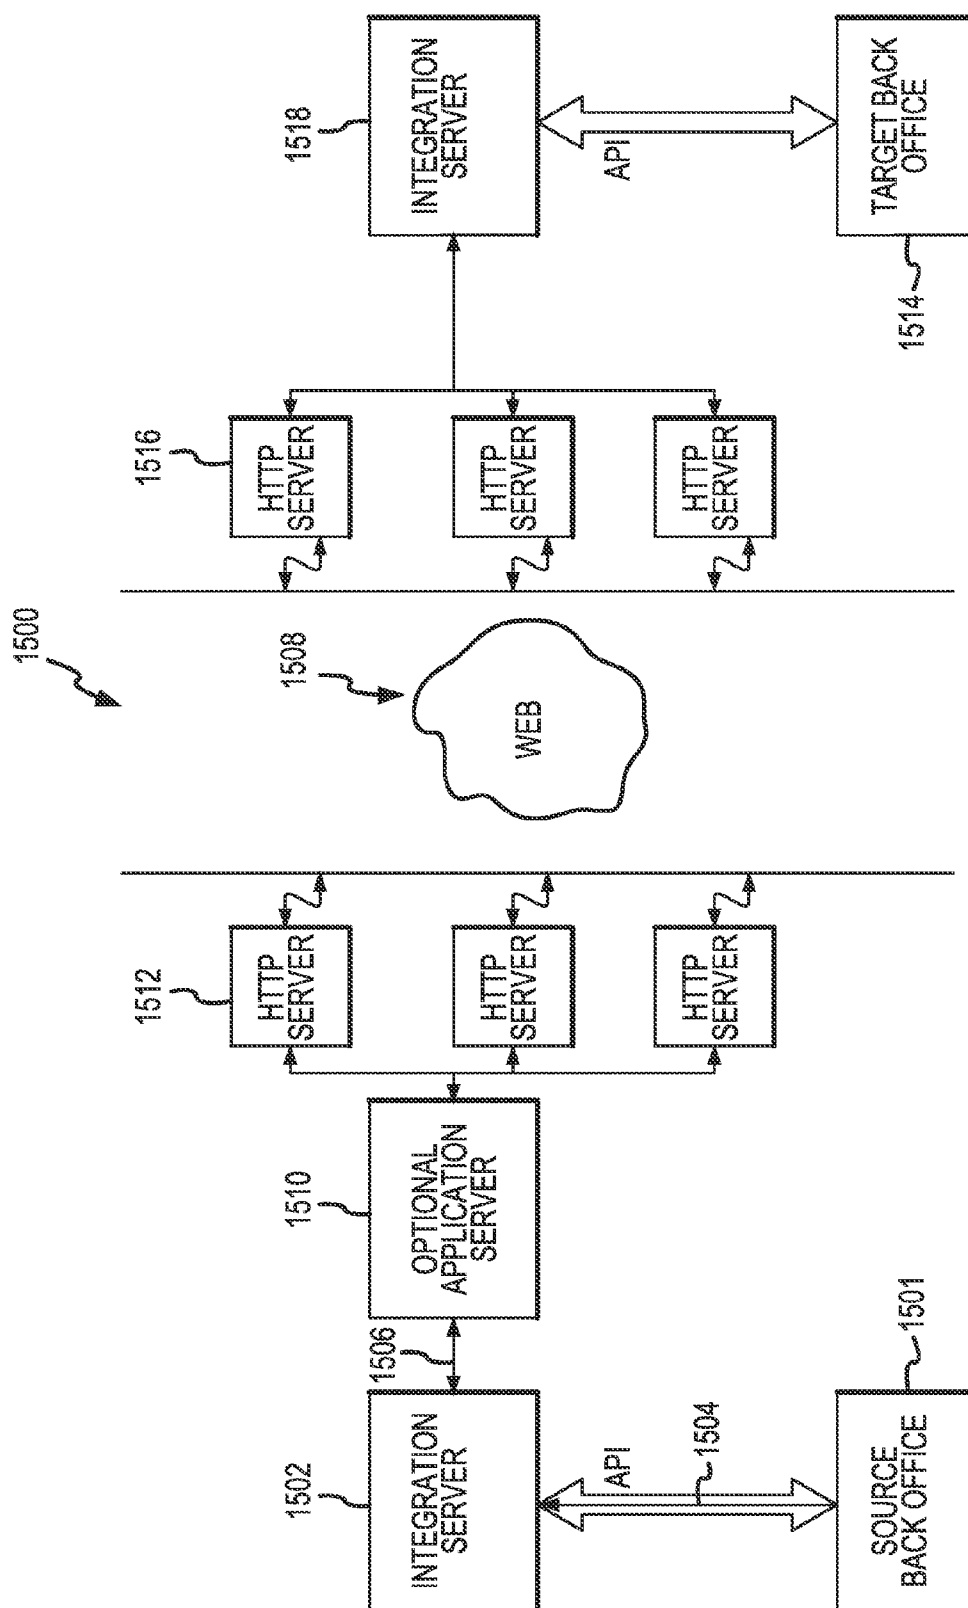 1500
1502
INTEGRATION
SERVER
1506
1510
OPTIONAL
APPLICATION
SERVER
1512
HTTP
SERVER
HTTP
SERVER
HTTP
SERVER
1508
WEB
1516
HTTP
SERVER
HTTP
SERVER
HTTP
SERVER
1518
INTEGRATION
SERVER
API
1504
API
SOURCE
BACK OFFICE
1501
1514
TARGET BACK
OFFICE